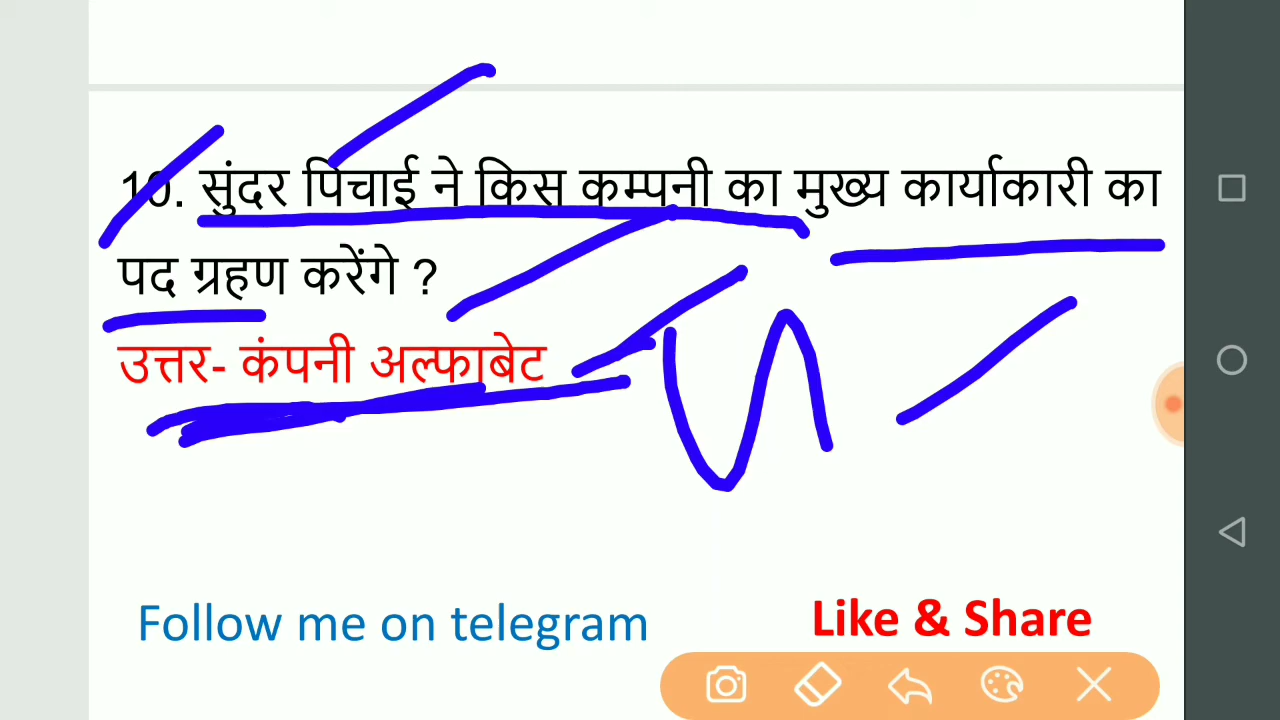 10. सुंदर पिचाई ने किस कम्पनी का मुख्य कार्याकारी का
पद ग्रहण करेंगे ?
उत्तर- कंपनी अल्फाबेट
Follow me on telegram
Like & Share